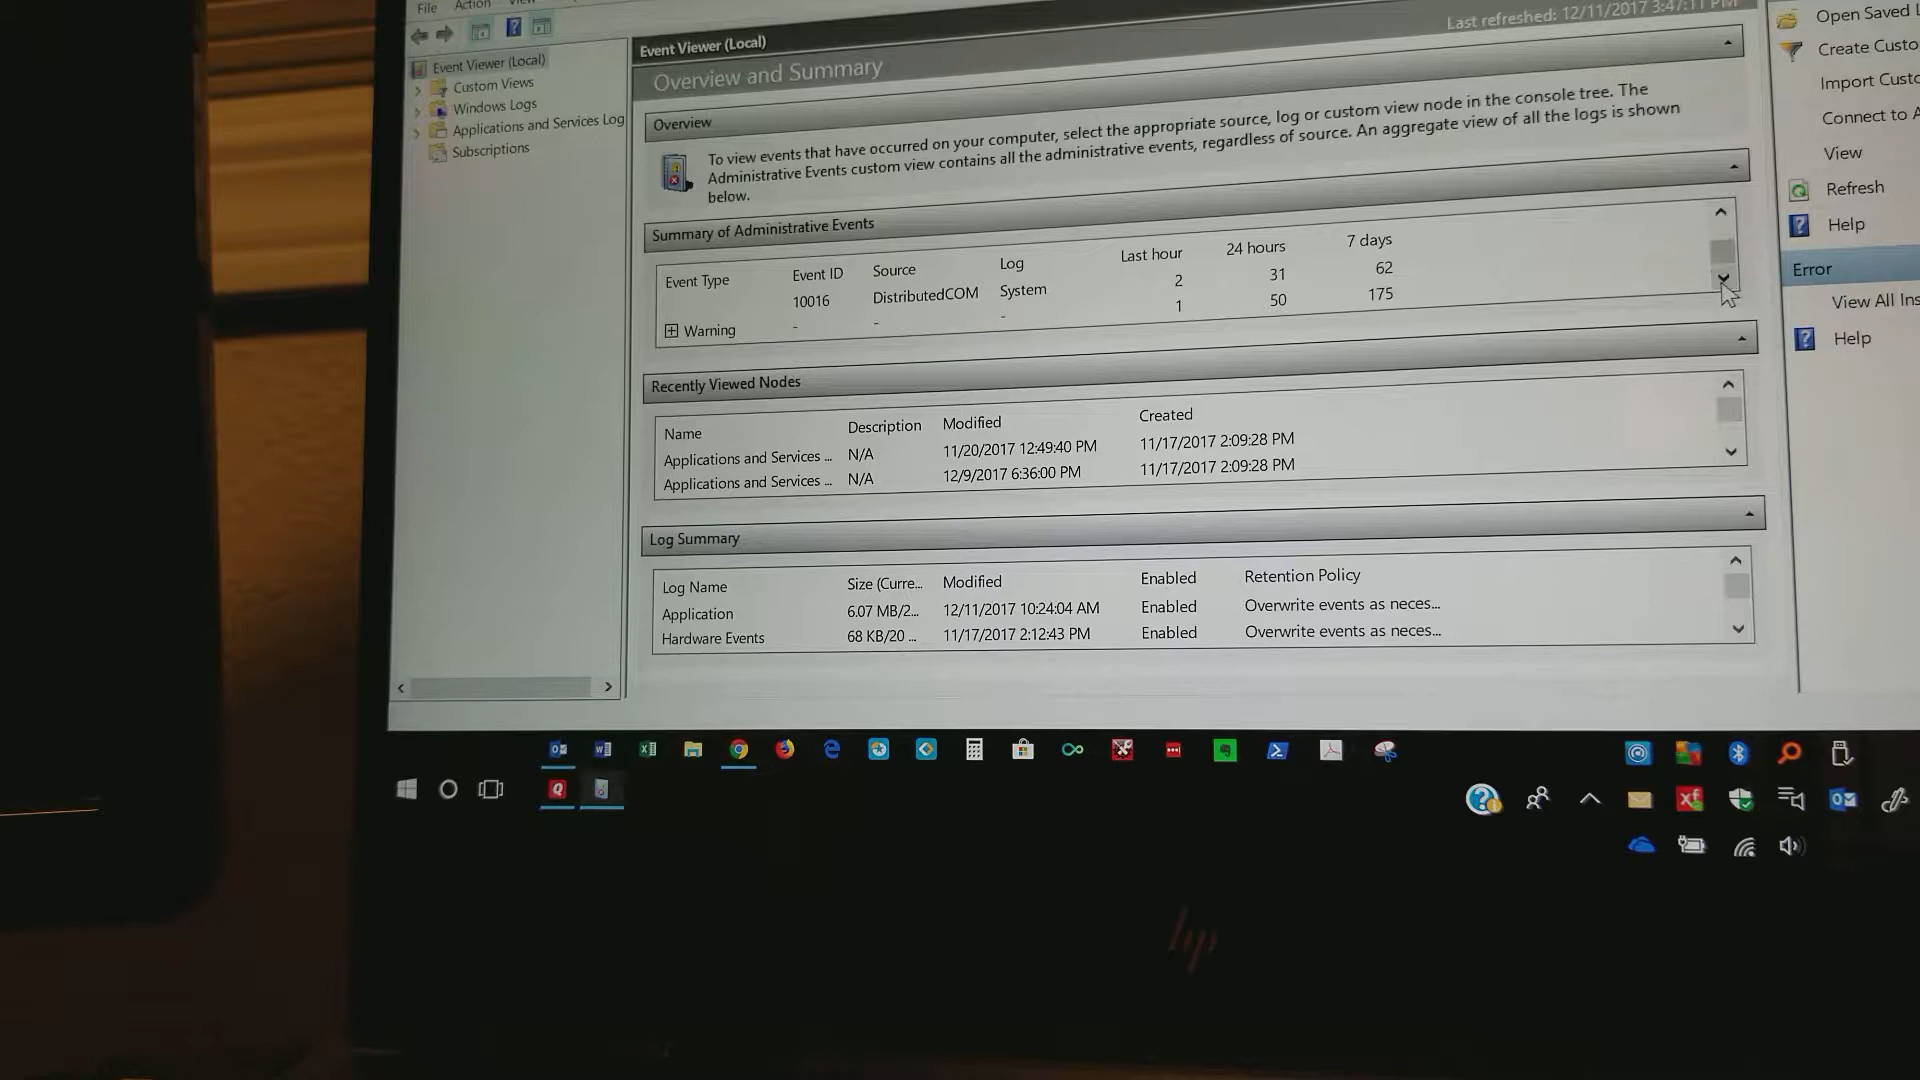 File Action View
Last refreshed: 12/11/2017 3:47:11 PM
Event Viewer (Local)
Custom Views
Windows Logs
Applications and Services Log
Subscriptions
Event Viewer (Local)
Overview and Summary
Overview
To view events that have occurred on your computer, select the appropriate source, log or custom view node in the console tree. The
Administrative Events custom view contains all the administrative events, regardless of source. An aggregate view of all the logs is shown
below.
Summary of Administrative Events
Event Type Event ID Source Log Last hour 24 hours 7 days
10016 DistributedCOM System 2 31 62
Warning - - - 1 50 175
Recently Viewed Nodes
Name Description Modified Created
Applications and Services ... N/A 11/20/2017 12:49:40 PM 11/17/2017 2:09:28 PM
Applications and Services ... N/A 12/9/2017 6:36:00 PM 11/17/2017 2:09:28 PM
Log Summary
Log Name Size (Curre... Modified Enabled Retention Policy
Application 6.07 MB/2... 12/11/2017 10:24:04 AM Enabled Overwrite events as neces...
Hardware Events 68 KB/20 ... 11/17/2017 2:12:43 PM Enabled Overwrite events as neces...
Open Saved L
Create Custo
Import Custo
Connect to A
View
Refresh
Help
Error
View All Ins
Help
hp